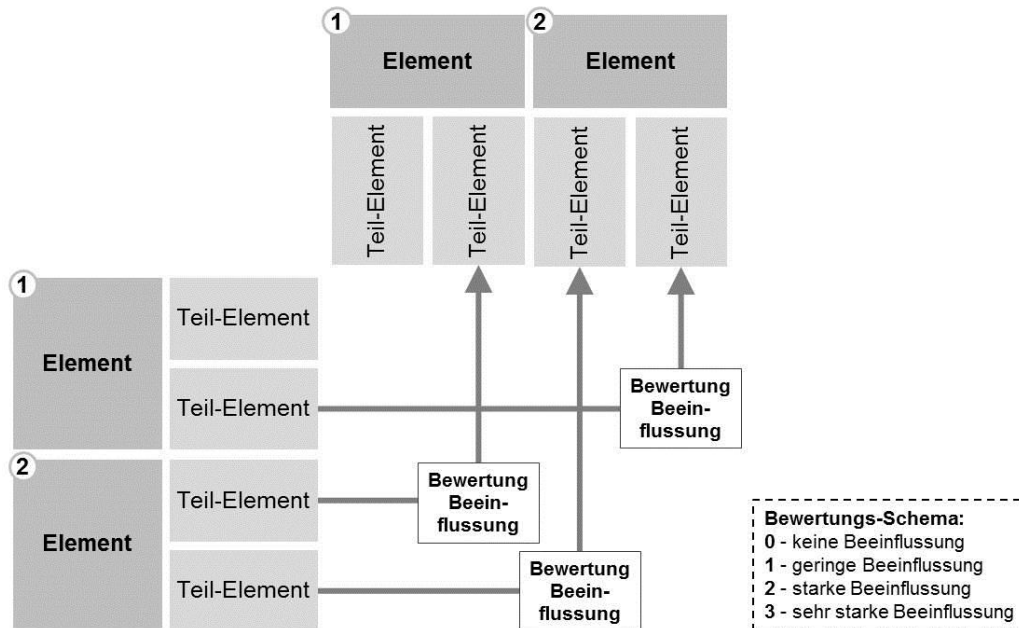 1
Element
2
Element
Teil-Element
Teil-Element
Teil-Element
Teil-Element
1
Element
Teil-Element
Teil-Element
Bewertung
Beein-
flussung
2
Element
Teil-Element
Bewertung
Beein-
flussung
Teil-Element
Bewertung
Beein-
flussung
Bewertungs-Schema:
0 - keine Beeinflussung
1 - geringe Beeinflussung
2 - starke Beeinflussung
3 - sehr starke Beeinflussung